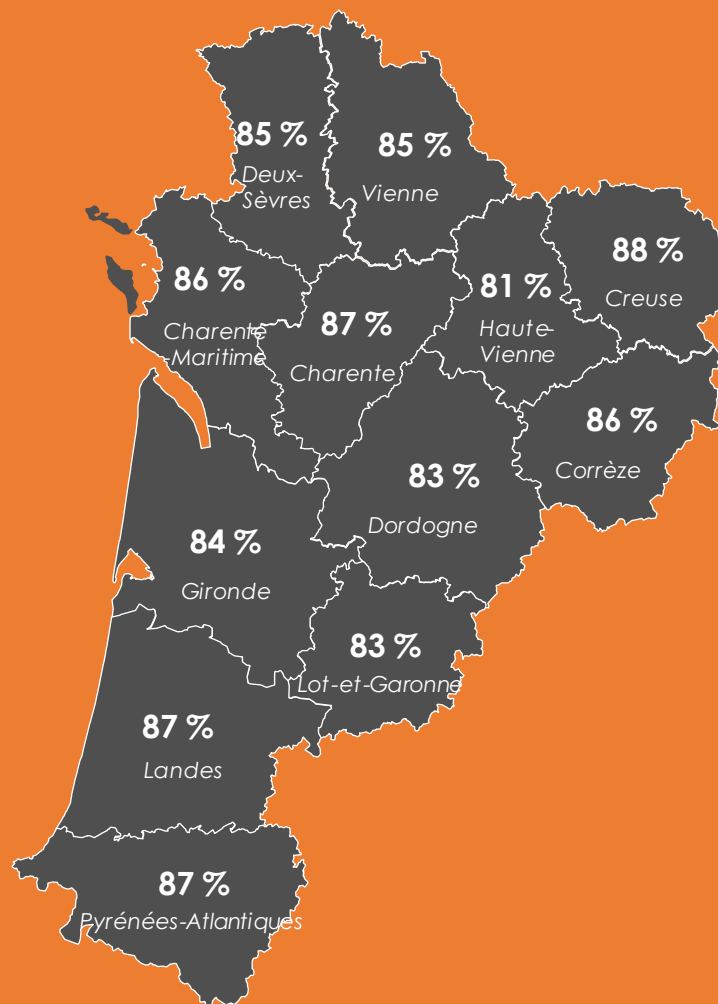 85 %
Deux-
Sèvres
85 %
Vienne
86 %
Charente
-Maritime
87 %
Charente
81 %
Haute-
Vienne
88 %
Creuse
86 %
Corrèze
83 %
Dordogne
84 %
Gironde
83 %
Lot-et-Garonne
87 %
Landes
87 %
Pyrénées-Atlantiques